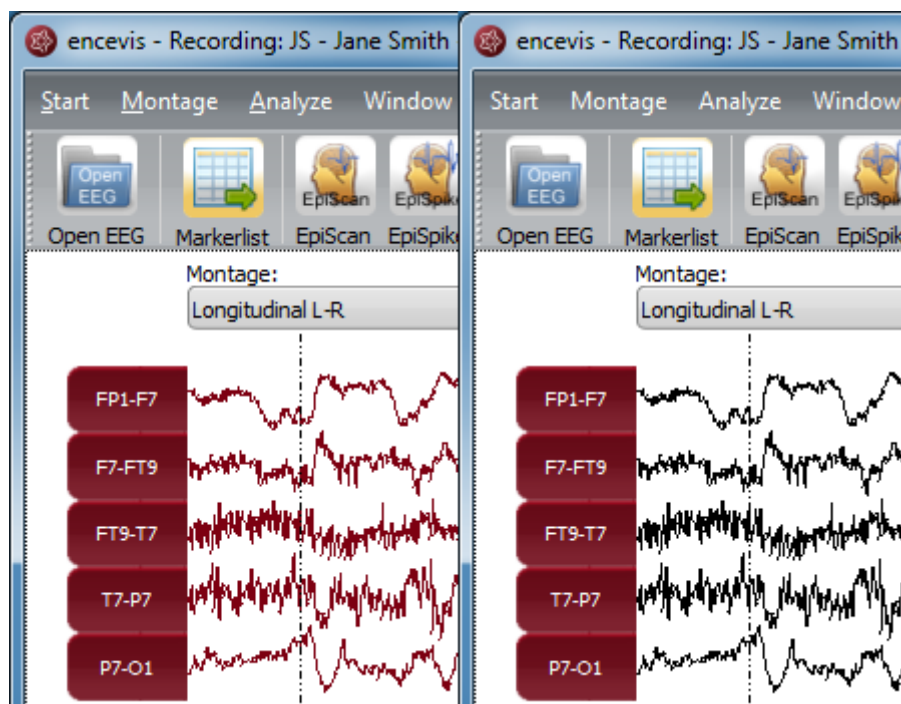 encevis - Recording: JS - Jane Smith
Start Montage Analyze Window
Open EEG
EpiScan
Open EEG Markerlist EpiScan
Montage:
Longitudinal L-R
FP1-F7
F7-FT9
FT9-T7
T7-P7
P7-O1
encevis - Recording: JS - Jane Smith
Start Montage Analyze Window
Open EEG
EpiScan
Open EEG Markerlist EpiScan
Montage:
Longitudinal L-R
FP1-F7
F7-FT9
FT9-T7
T7-P7
P7-O1